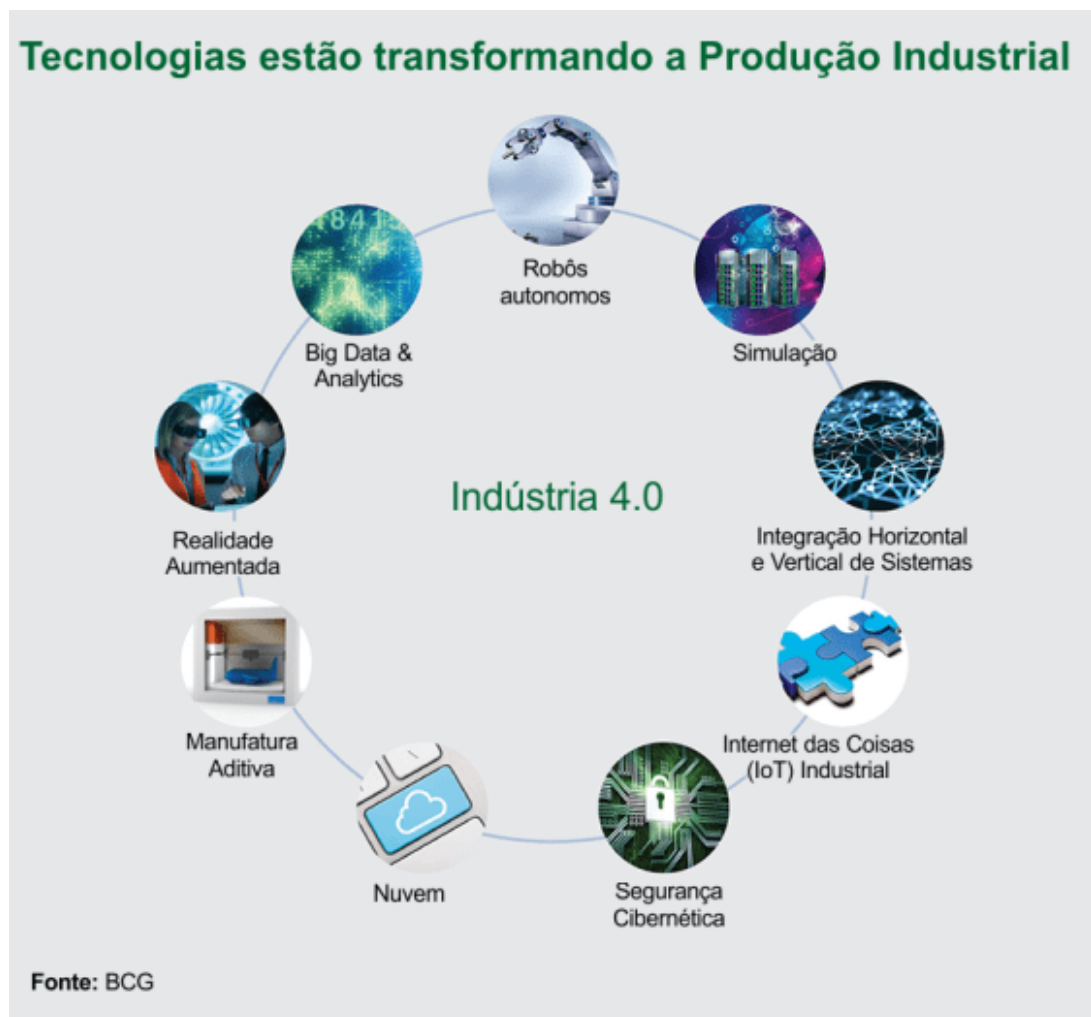 Tecnologias estão transformando a Produção Industrial
18415
Robôs
autonomos
Simulação
Big Data &
Analytics
Integração Horizontal
e Vertical de Sistemas
Realidade
Aumentada
Indústria 4.0
Internet das Coisas
(IoT) Industrial
Manufatura
Aditiva
Segurança
Cibernética
Nuvem
Fonte: BCG